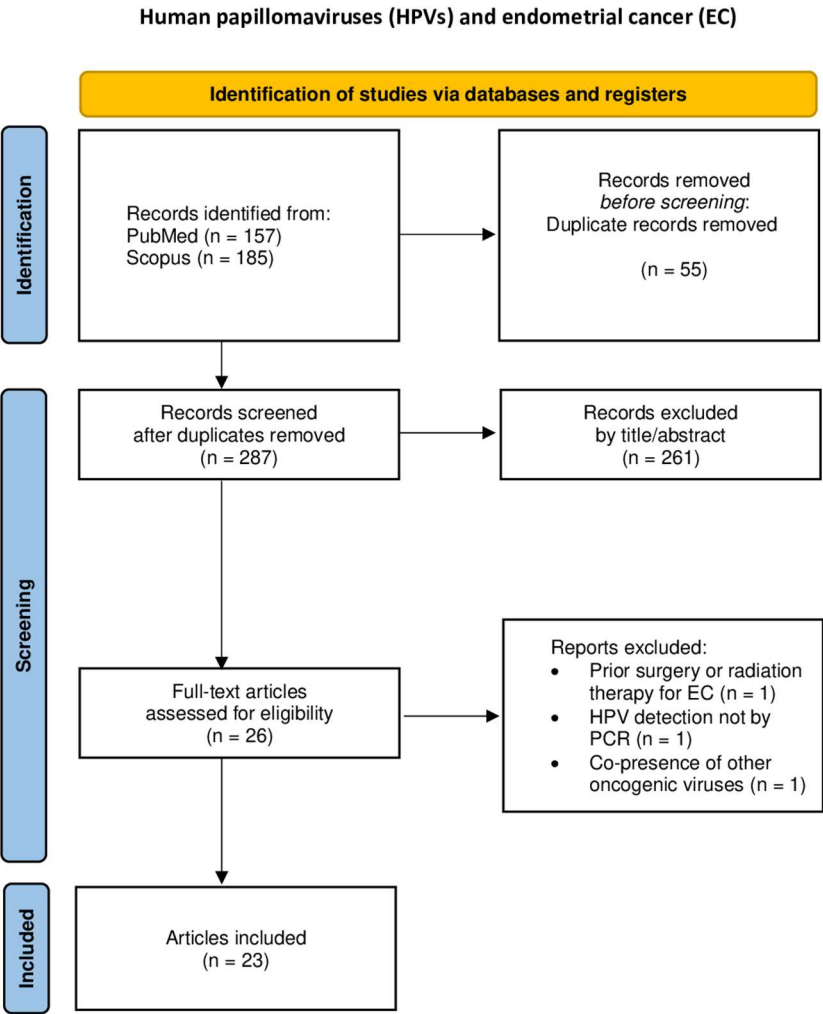 Human papillomaviruses (HPVs) and endometrial cancer (EC)
Identification of studies via databases and registers
Identification
Records identified from:
PubMed (n = 157)
Scopus (n = 185)
Records removed
before screening:
Duplicate records removed
(n = 55)
Screening
Records screened
after duplicates removed
(n = 287)
Records excluded
by title/abstract
(n = 261)
Full-text articles
assessed for eligibility
(n = 26)
Reports excluded:
• Prior surgery or radiation
therapy for EC (n = 1)
• HPV detection not by
PCR (n = 1)
• Co-presence of other
oncogenic viruses (n = 1)
Included
Articles included
(n = 23)